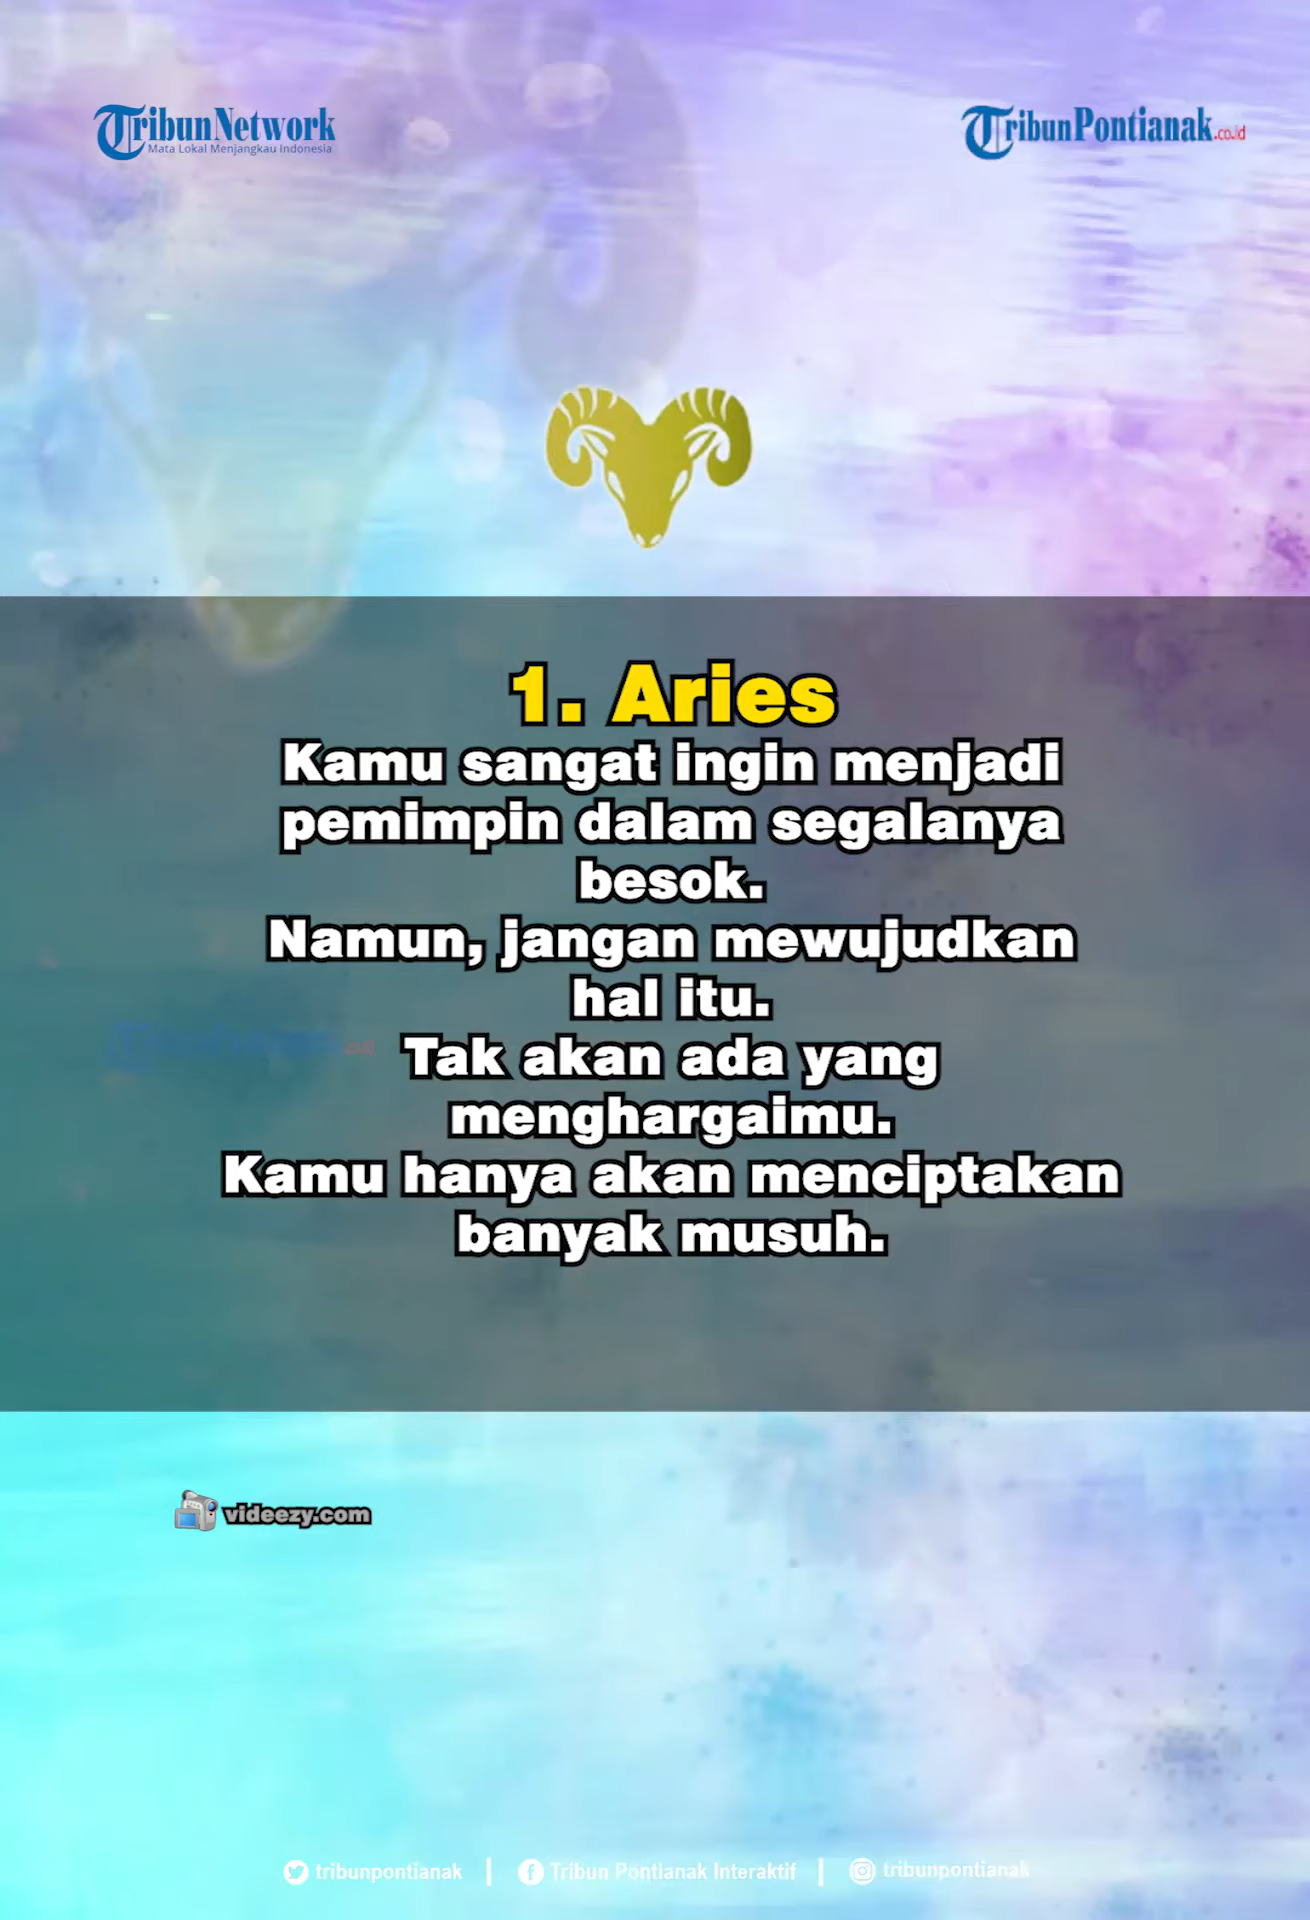 TribunNetwork
Mata Lokal Menjangkau Indonesia
TribunPontianak.co.id
1. Aries
Kamu sangat ingin menjadi
pemimpin dalam segalanya
besok.
Namun, jangan mewujudkan
hal itu.
Tak akan ada yang
menghargaimu.
Kamu hanya akan menciptakan
banyak musuh.
videezy.com
tribunpontianak | Tribun Pontianak Interaktif | tribunpontianak